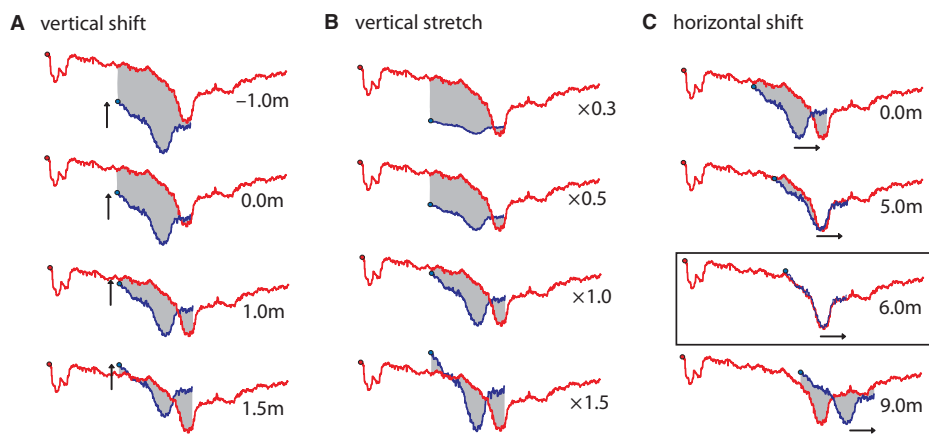 A vertical shift
−1.0m
0.0m
1.0m
1.5m
B vertical stretch
×0.3
×0.5
×1.0
×1.5
C horizontal shift
0.0m
5.0m
6.0m
9.0m